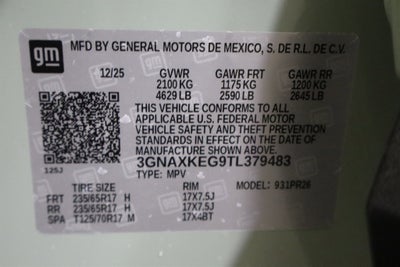 gm MFD BY GENERAL MOTORS DE MEXICO, S. DE R.L. DE C.V.
12/25 GVWR GAWR FRT GAWR RR
2100 KG 1175 KG 1200 KG
4629 LB 2590 LB 2645 LB
THIS VEHICLE CONFORMS TO ALL
APPLICABLE U.S. FEDERAL MOTOR
VEHICLE SAFETY AND THEFT PREVENTION
STANDARDS IN EFFECT ON THE DATE OF
MANUFACTURE SHOWN ABOVE.
3GNAXKEG9TL379483
125J TYPE: MPV MODEL: 931PR26
TIRE SIZE RIM
FRT 235/65R17 H 17X7.5J
RR 235/65R17 H 17X7.5J
SPA T125/70R17 M 17X4BT